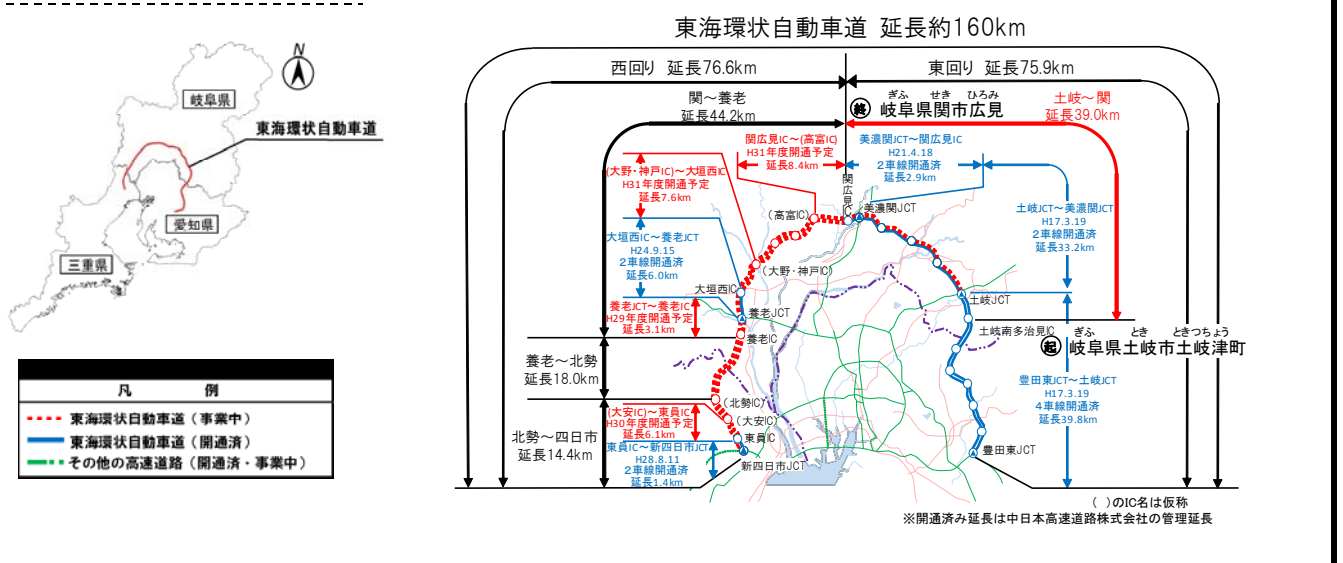 東海環状自動車道 延長約160km
西回り 延長76.6km
東回り 延長75.9km
関～養老
延長44.2km
ぎふ せき ひろみ
終 岐阜県関市広見
土岐～関
延長39.0km
関広見IC～(高富IC)
H31年度開通予定
延長8.4km
美濃関JCT～関広見IC
H21.4.18
2車線開通済
延長2.9km
(大野・神戸IC)～大垣西IC
H31年度開通予定
延長7.6km
関広見IC
(高富IC)
美濃関JCT
土岐JCT～美濃関JCT
H17.3.19
2車線開通済
延長33.2km
大垣西IC～養老JCT
H24.9.15
2車線開通済
延長6.0km
(大野・神戸IC)
大垣西IC
土岐JCT
養老JCT～養老IC
H29年度開通予定
延長3.1km
養老JCT
養老IC
土岐南多治見IC
ぎふ とき ときつちょう
起 岐阜県土岐市土岐津町
養老～北勢
延長18.0km
豊田東JCT～土岐JCT
H17.3.19
4車線開通済
延長39.8km
(北勢IC)
(大安IC)～東員IC
H30年度開通予定
延長6.1km
(大安IC)
東員IC
北勢～四日市
延長14.4km
東員IC～新四日市JCT
H28.8.11
2車線開通済
延長1.4km
新四日市JCT
豊田東JCT
( )のIC名は仮称
※開通済み延長は中日本高速道路株式会社の管理延長
N
岐阜県
東海環状自動車道
愛知県
三重県
凡 例
東海環状自動車道（事業中）
東海環状自動車道（開通済）
その他の高速道路（開通済・事業中）